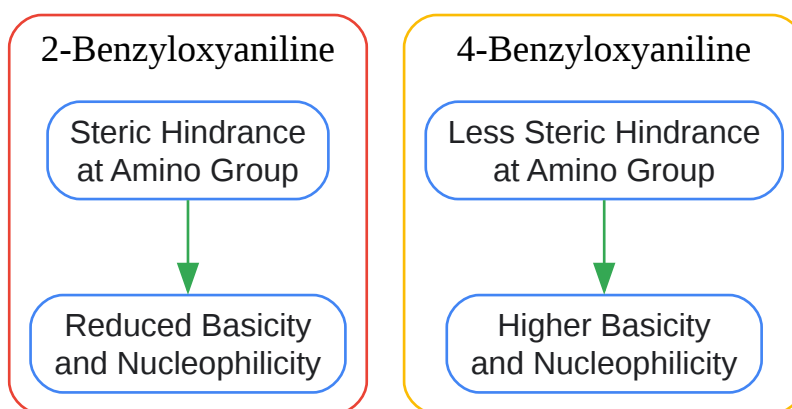 2-Benzyloxyaniline
Steric Hindrance
at Amino Group
Reduced Basicity
and Nucleophilicity
4-Benzyloxyaniline
Less Steric Hindrance
at Amino Group
Higher Basicity
and Nucleophilicity